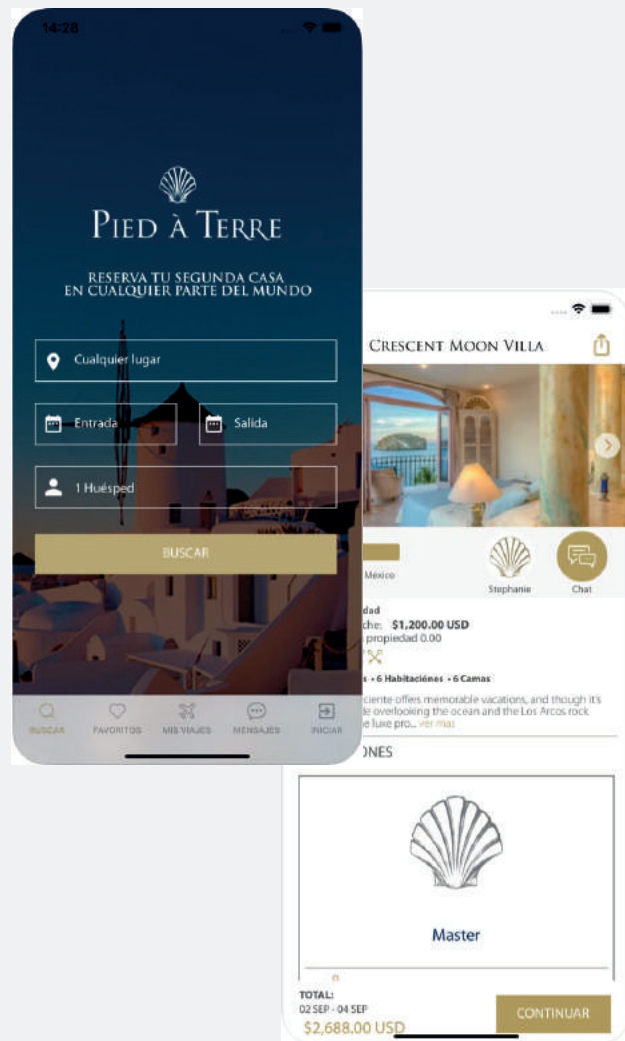 14:28
PIED À TERRE
RESERVA TU SEGUNDA CASA
EN CUALQUIER PARTE DEL MUNDO
Cualquier lugar
Entrada
Salida
1 Huésped
BUSCAR
BUSCAR
FAVORITOS
MIS VIAJES
MENSAJES
INICIAR
CRESCENT MOON VILLA
México
Stephanie
Chat
dad
che: $1,200.00 USD
propiedad 0.00
s • 6 Habitaciónes • 6 Camas
ciente offers memorable vacations, and though it's
overlooking the ocean and the Los Arcos rock
e luxe pro... ver mas
ONES
Master
TOTAL:
02 SEP - 04 SEP
$2,688.00 USD
CONTINUAR